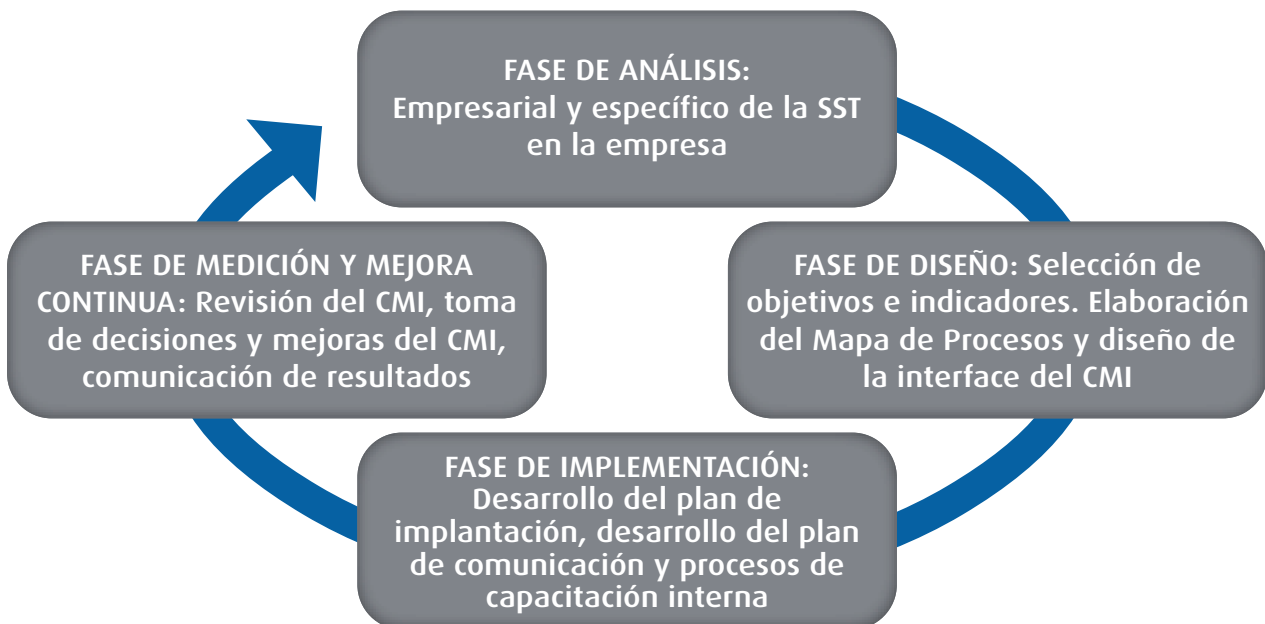 FASE DE ANÁLISIS:
Empresarial y específico de la SST
en la empresa
FASE DE DISEÑO: Selección de
objetivos e indicadores. Elaboración
del Mapa de Procesos y diseño de
la interface del CMI
FASE DE IMPLEMENTACIÓN:
Desarrollo del plan de
implantación, desarrollo del plan
de comunicación y procesos de
capacitación interna
FASE DE MEDICIÓN Y MEJORA
CONTINUA: Revisión del CMI, toma
de decisiones y mejoras del CMI,
comunicación de resultados